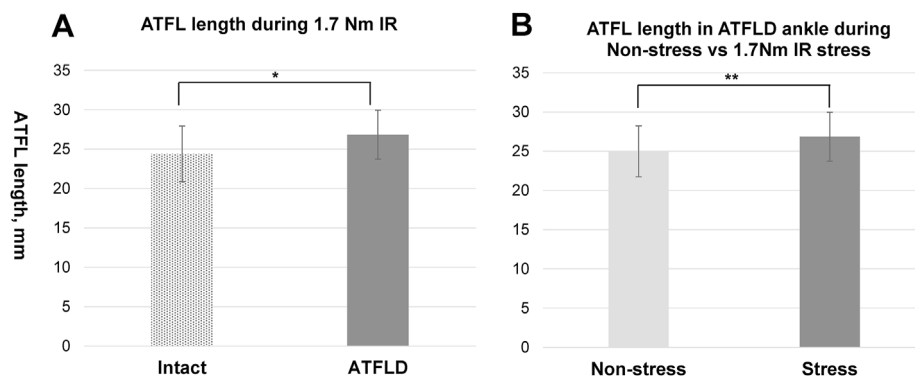 A
ATFL length during 1.7 Nm IR
ATFL length, mm
35
30
25
20
15
10
5
0
*
Intact
ATFLD
B
ATFL length in ATFLD ankle during
Non-stress vs 1.7Nm IR stress
35
30
25
20
15
10
5
0
**
Non-stress
Stress